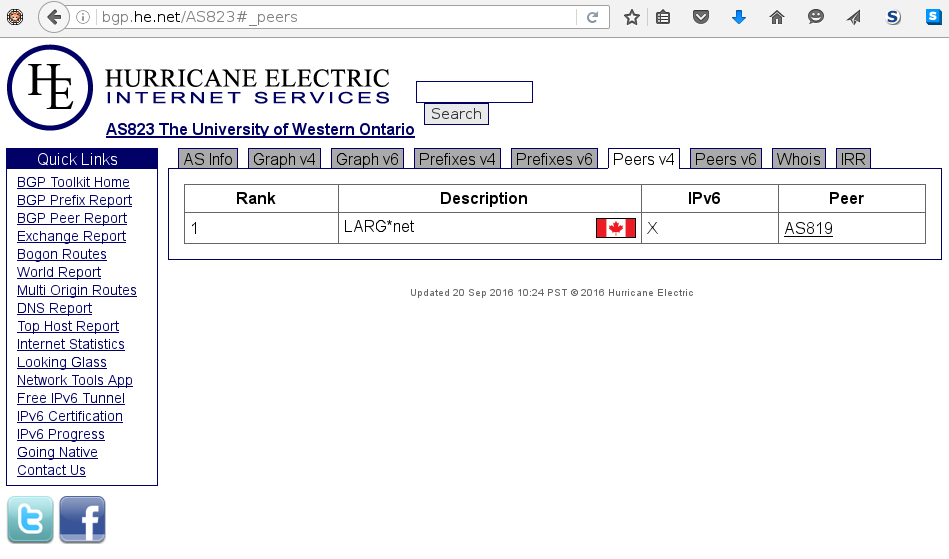 bgp.he.net/AS823#_peers
S
S
HE
HURRICANE ELECTRIC
INTERNET SERVICES
Search
AS823 The University of Western Ontario
Quick Links
BGP Toolkit Home
BGP Prefix Report
BGP Peer Report
Exchange Report
Bogon Routes
World Report
Multi Origin Routes
DNS Report
Top Host Report
Internet Statistics
Looking Glass
Network Tools App
Free IPv6 Tunnel
IPv6 Certification
IPv6 Progress
Going Native
Contact Us
AS Info Graph v4 Graph v6 Prefixes v4 Prefixes v6 Peers v4 Peers v6 Whois IRR
Rank Description IPv6 Peer
1 LARG*net X AS819
Updated 20 Sep 2016 10:24 PST © 2016 Hurricane Electric
t f